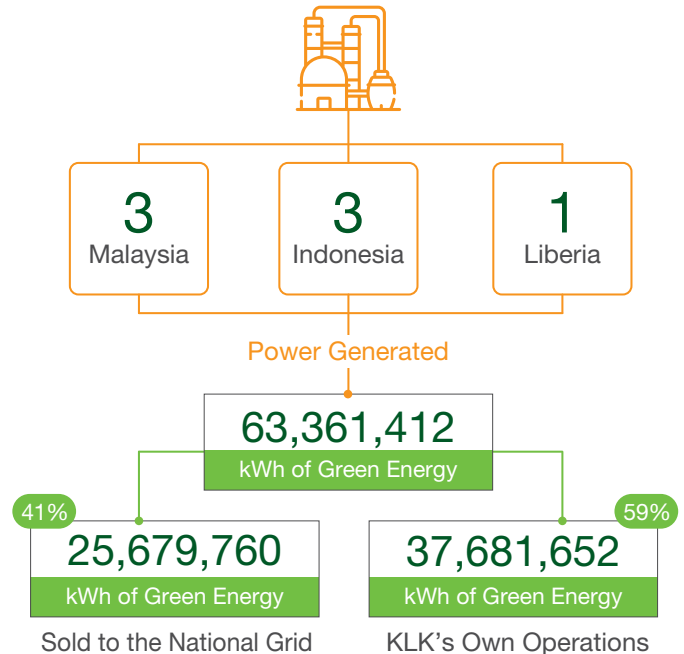 3
Malaysia
3
Indonesia
1
Liberia
Power Generated
63,361,412
kWh of Green Energy
41%
25,679,760
kWh of Green Energy
Sold to the National Grid
59%
37,681,652
kWh of Green Energy
KLK's Own Operations